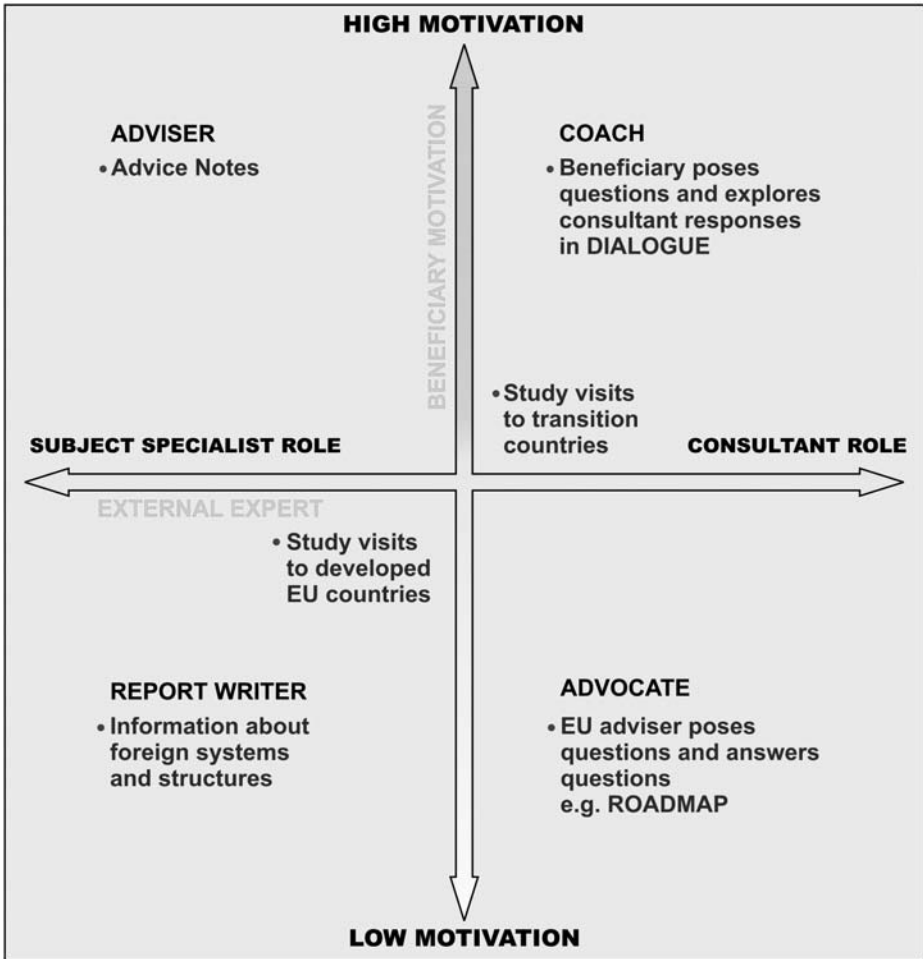 HIGH MOTIVATION
BENEFICIARY MOTIVATION
ADVISER
• Advice Notes
COACH
• Beneficiary poses
questions and explores
consultant responses
in DIALOGUE
• Study visits
to transition
countries
SUBJECT SPECIALIST ROLE
CONSULTANT ROLE
EXTERNAL EXPERT
• Study visits
to developed
EU countries
REPORT WRITER
• Information about
foreign systems
and structures
ADVOCATE
• EU adviser poses
questions and answers
questions
e.g. ROADMAP
LOW MOTIVATION